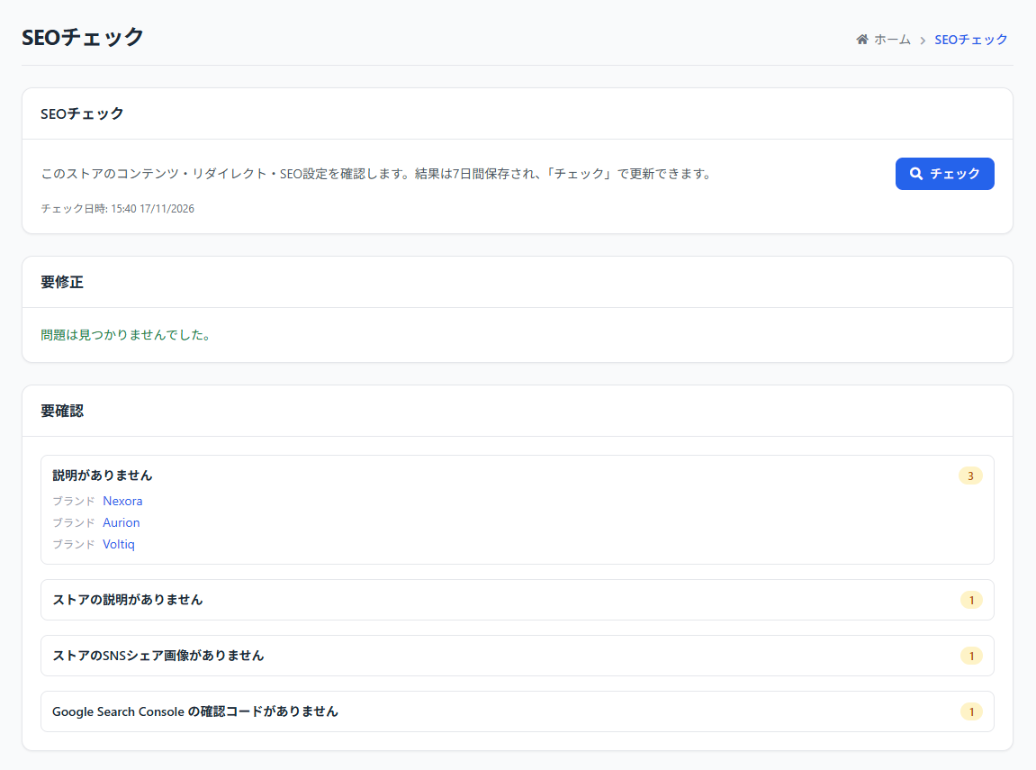 SEOチェック
ホーム > SEOチェック
SEOチェック
このストアのコンテンツ・リダイレクト・SEO設定を確認します。結果は7日間保存され、「チェック」で更新できます。
チェック
チェック日時: 15:40 17/11/2026
要修正
問題は見つかりませんでした。
要確認
説明がありません 3
ブランド Nexora
ブランド Aurion
ブランド Voltiq
ストアの説明がありません 1
ストアのSNSシェア画像がありません 1
Google Search Console の確認コードがありません 1